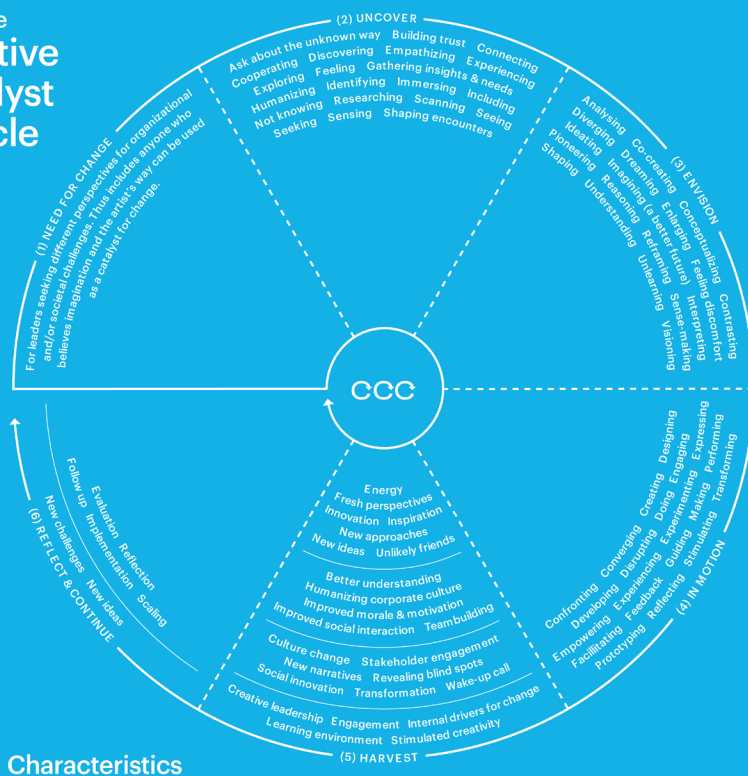 e
tive
lyst
cle
(1) NEED FOR CHANGE
For leaders seeking different perspectives for organizational
and/or societal challenges. Thus includes anyone who
believes imagination and the artist's way can be used
as a catalyst for change.
(2) UNCOVER
Ask about the unknown way Building trust Connecting
Cooperating Discovering Empathizing Experiencing
Exploring Feeling Gathering insights & needs
Humanizing Identifying Immersing Including
Not knowing Researching Scanning Seeing
Seeking Sensing Shaping encounters
(3) ENVISION
Analysing Co-creating Conceptualizing Contrasting
Diverging Dreaming Enlarging Feeling discomfort
Ideating Imagining (a better future) Interpreting
Pioneering Reasoning Reframing Sense-making
Shaping Understanding Unlearning Visioning
CCC
(4) IN MOTION
Confronting Converging Creating Designing
Developing Disrupting Doing Engaging
Empowering Experiencing Experimenting Expressing
Facilitating Feedback Guiding Making Performing
Prototyping Reflecting Stimulating Transforming
Energy
Fresh perspectives
Innovation Inspiration
New approaches
New ideas Unlikely friends
Better understanding
Humanizing corporate culture
Improved morale & motivation
Improved social interaction Teambuilding
Culture change Stakeholder engagement
New narratives Revealing blind spots
Social innovation Transformation Wake-up call
Creative leadership Engagement Internal drivers for change
Learning environment Stimulated creativity
(5) HARVEST
Evaluation Reflection
Follow up Implementation Scaling
New challenges New ideas
(6) REFLECT & CONTINUE
Characteristics